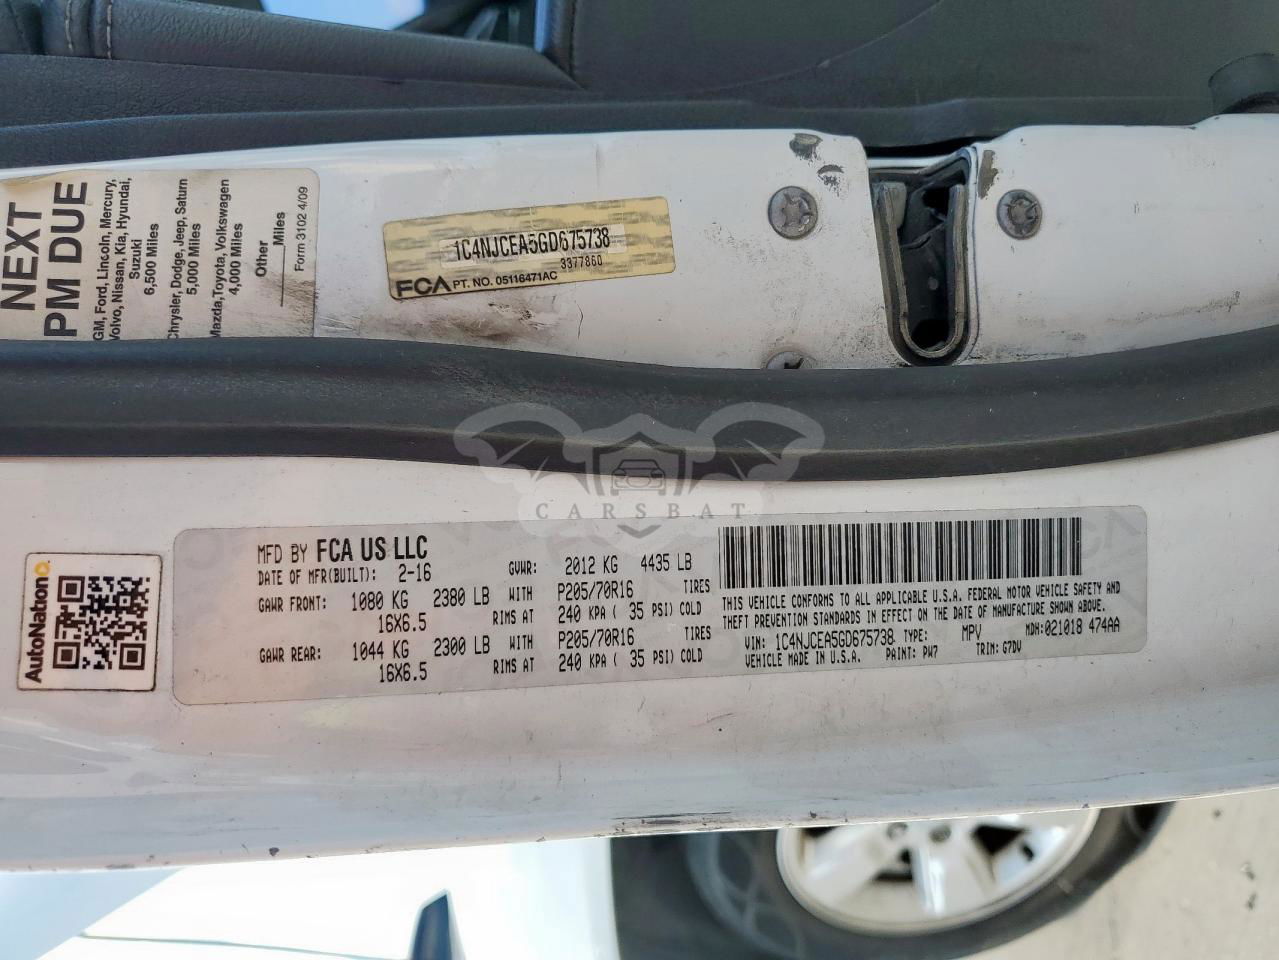 NEXT
PM DUE
GM, Ford, Lincoln, Mercury,
Volvo, Nissan, Kia, Hyundai,
Suzuki
6,500 Miles
Chrysler, Dodge, Jeep, Saturn
5,000 Miles
Mazda, Toyota, Volkswagen
4,000 Miles
Other
Miles
Form 3102 4/09
1C4NJCEA5GD675738
3377860
FCA PT. NO. 05116471AC
CARSBAT
AutoNation
MFD BY FCA US LLC
DATE OF MFR(BUILT): 2-16 GVWR: 2012 KG 4435 LB
GAWR FRONT: 1080 KG 2380 LB WITH P205/70R16 TIRES
16X6.5 RIMS AT 240 KPA ( 35 PSI) COLD
GAWR REAR: 1044 KG 2300 LB WITH P205/70R16 TIRES
16X6.5 RIMS AT 240 KPA ( 35 PSI) COLD
THIS VEHICLE CONFORMS TO ALL APPLICABLE U.S.A. FEDERAL MOTOR VEHICLE SAFETY AND
THEFT PREVENTION STANDARDS IN EFFECT ON THE DATE OF MANUFACTURE SHOWN ABOVE.
VIN: 1C4NJCEA5GD675738 TYPE: MPV MDH: 021018 474AA
VEHICLE MADE IN U.S.A. PAINT: PW7 TRIM: G7DV